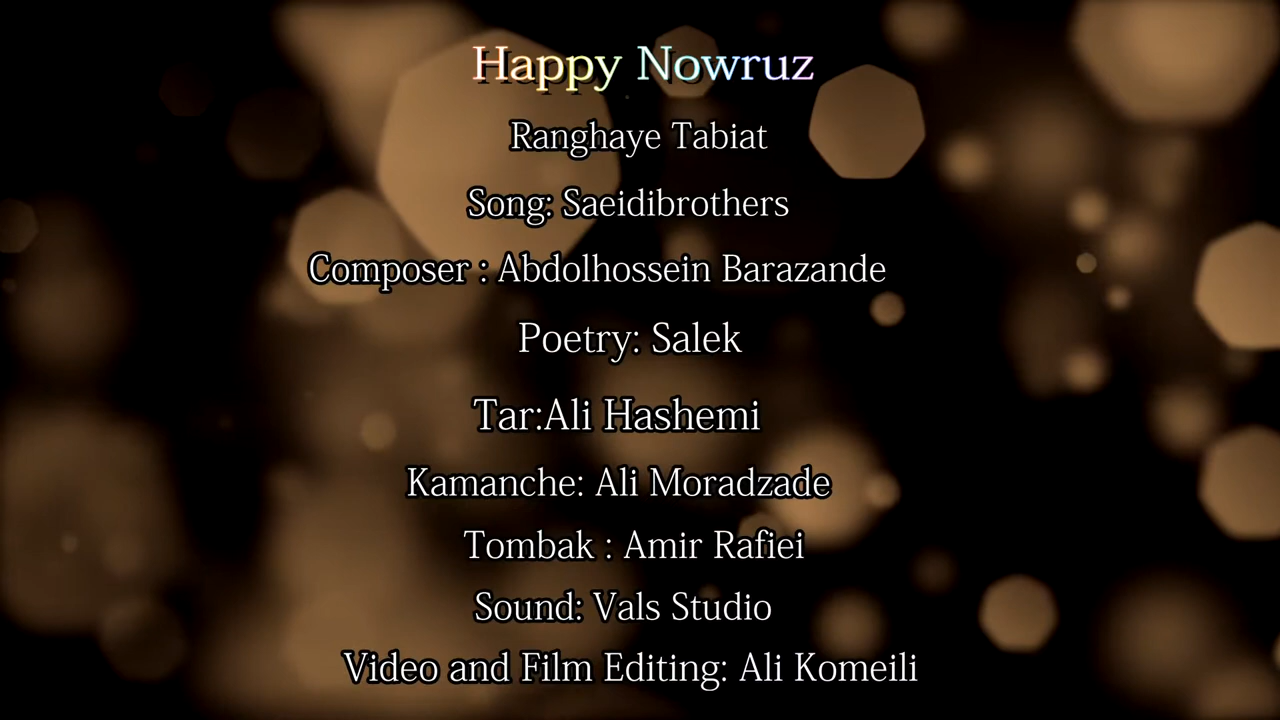 Happy Nowruz
Ranghaye Tabiat
Song: Saeidibrothers
Composer : Abdolhossein Barazande
Poetry: Salek
Tar:Ali Hashemi
Kamanche: Ali Moradzade
Tombak : Amir Rafiei
Sound: Vals Studio
Video and Film Editing: Ali Komeili